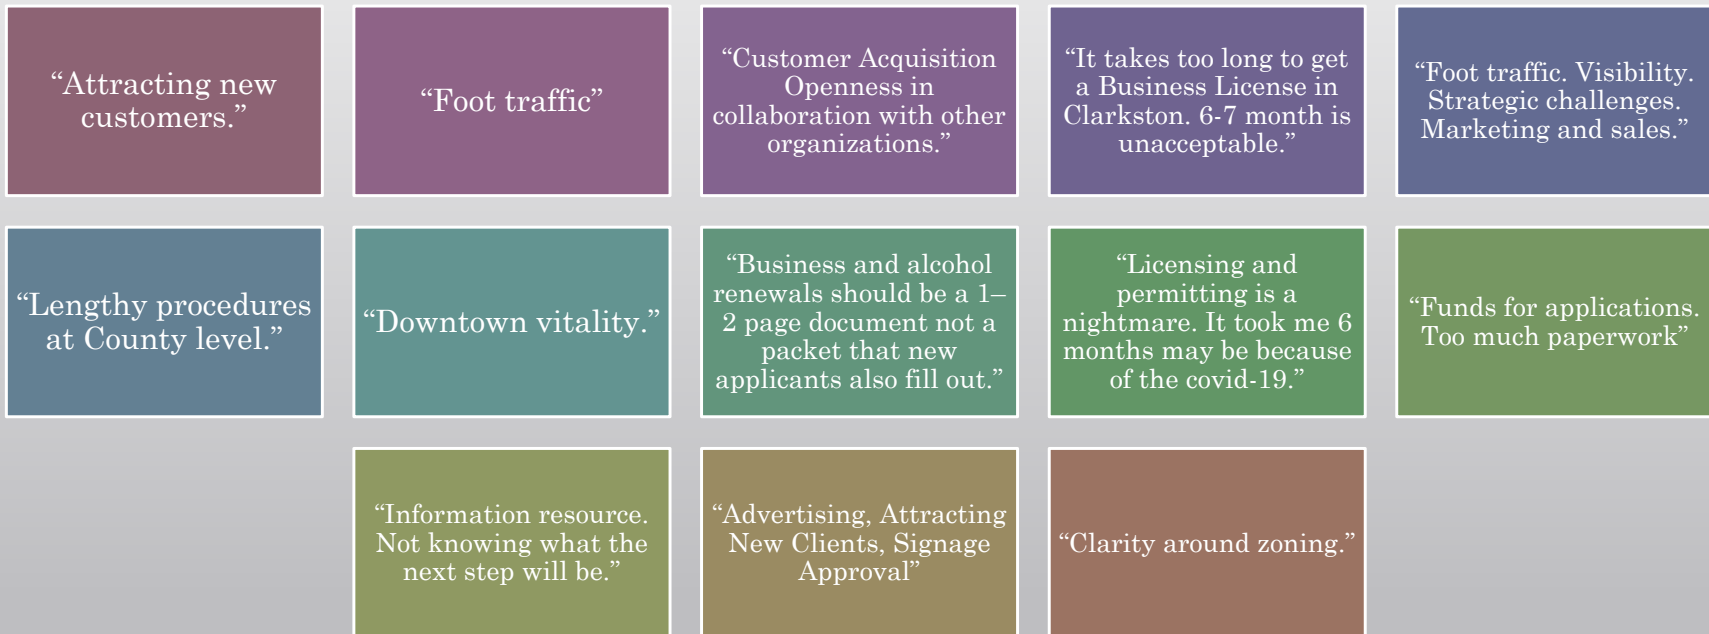 “Attracting new
customers.”
“Foot traffic”
“Customer Acquisition
Openness in
collaboration with other
organizations.”
“It takes too long to get
a Business License in
Clarkston. 6-7 month is
unacceptable.”
“Foot traffic. Visibility.
Strategic challenges.
Marketing and sales.”
“Lengthy procedures
at County level.”
“Downtown vitality.”
“Business and alcohol
renewals should be a 1–
2 page document not a
packet that new
applicants also fill out.”
“Licensing and
permitting is a
nightmare. It took me 6
months may be because
of the covid-19.”
“Funds for applications.
Too much paperwork”
“Information resource.
Not knowing what the
next step will be.”
“Advertising, Attracting
New Clients, Signage
Approval”
“Clarity around zoning.”